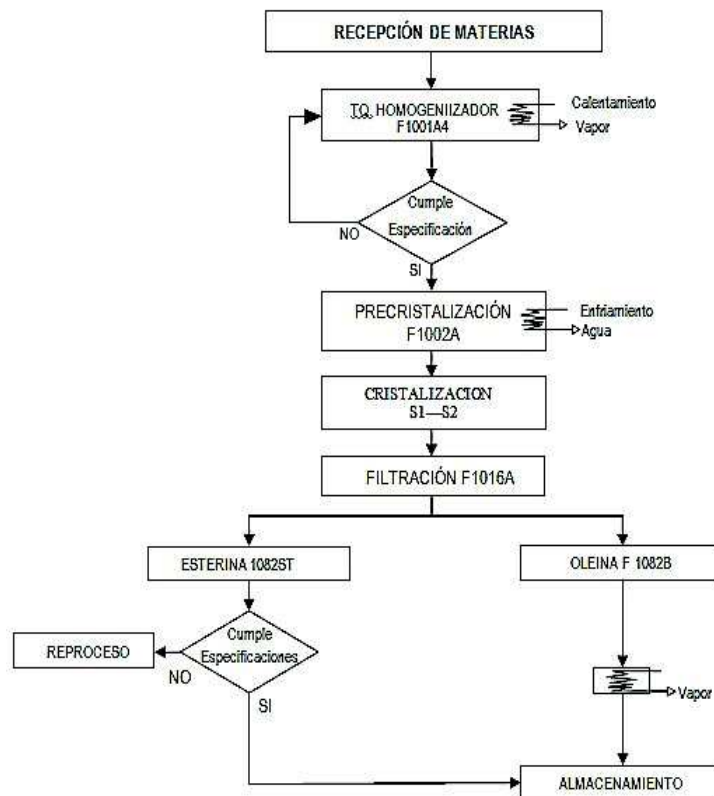 RECEPCIÓN DE MATERIAS
TQ. HOMOGENIIZADOR
F1001A4
Calentamiento
Vapor
Cumple
Especificación
NO
SI
PRECRISTALIZACIÓN
F1002A
Enfriamiento
Agua
CRISTALIZACION
S1—S2
FILTRACIÓN F1016A
ESTERINA 1082ST
OLEINA F 1082B
Cumple
Especificaciones
REPROCESO
NO
SI
Vapor
ALMACENAMIENTO